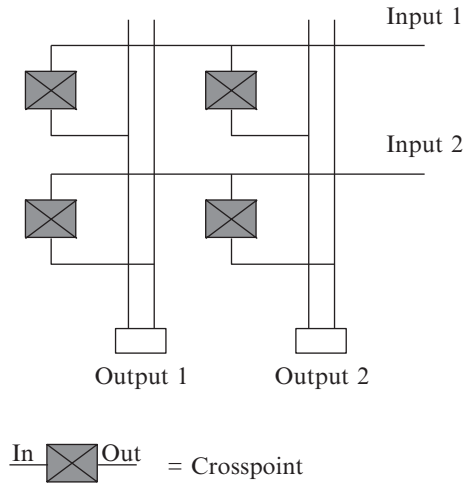 Input 1
Input 2
Output 1 Output 2
In Out = Crosspoint